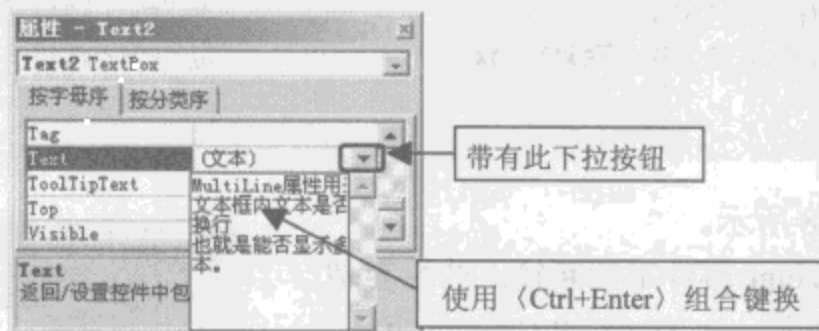 属性 - Text2
Text2 TextBox
按字母序 按分类序
Tag
Text (文本)
ToolTipText
Top
Visible
MultiLine属性用
文本框内文本是否
换行
也就是能否显示
本。
Text
返回/设置控件中包
带有此下拉按钮
使用〈Ctrl+Enter〉组合键换